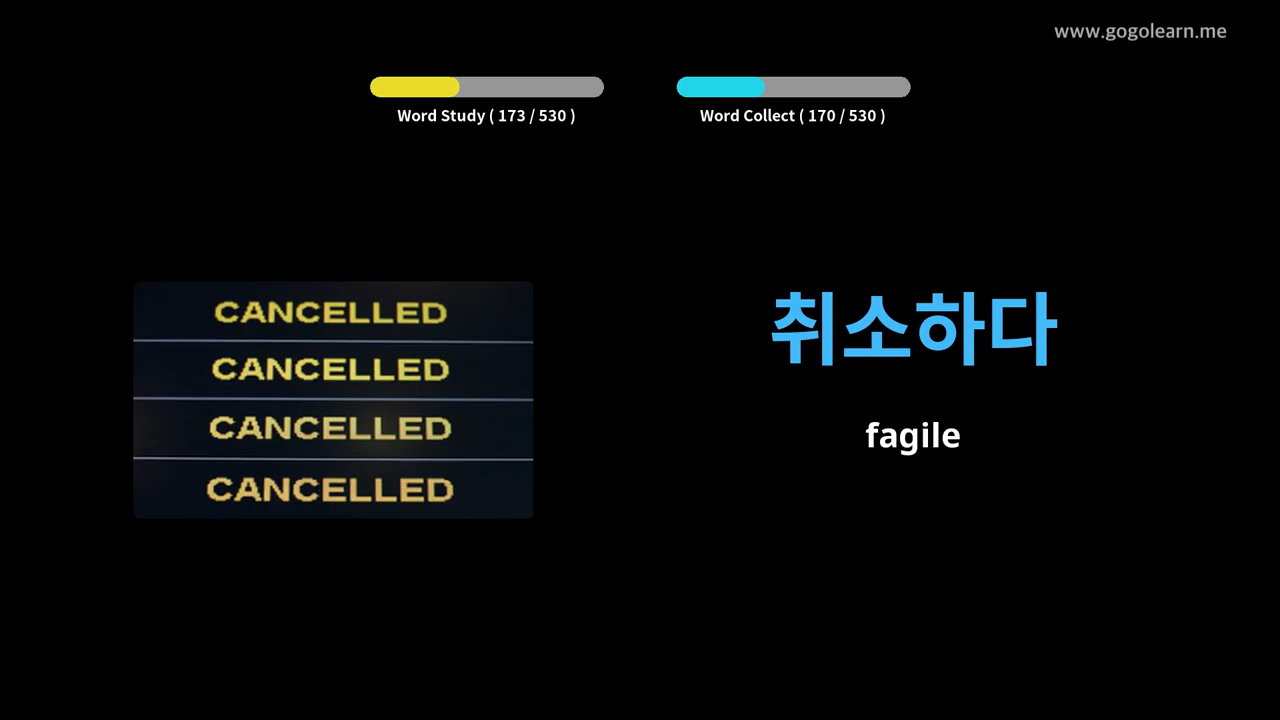 www.gogolearn.me
Word Study ( 173 / 530 )
Word Collect ( 170 / 530 )
CANCELLED
CANCELLED
CANCELLED
CANCELLED
취소하다
fagile